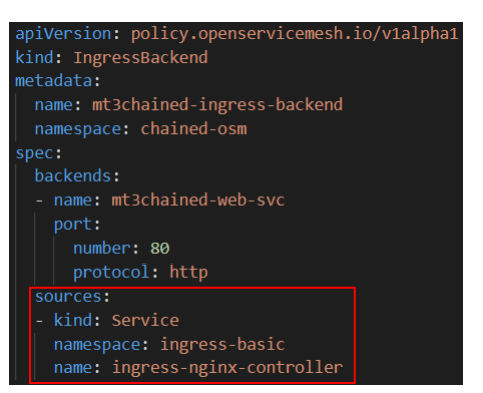 apiVersion: policy.openservicemesh.io/v1alpha1
kind: IngressBackend
metadata:
  name: mt3chained-ingress-backend
  namespace: chained-osm
spec:
  backends:
  - name: mt3chained-web-svc
    port:
      number: 80
      protocol: http
  sources:
  - kind: Service
    namespace: ingress-basic
    name: ingress-nginx-controller